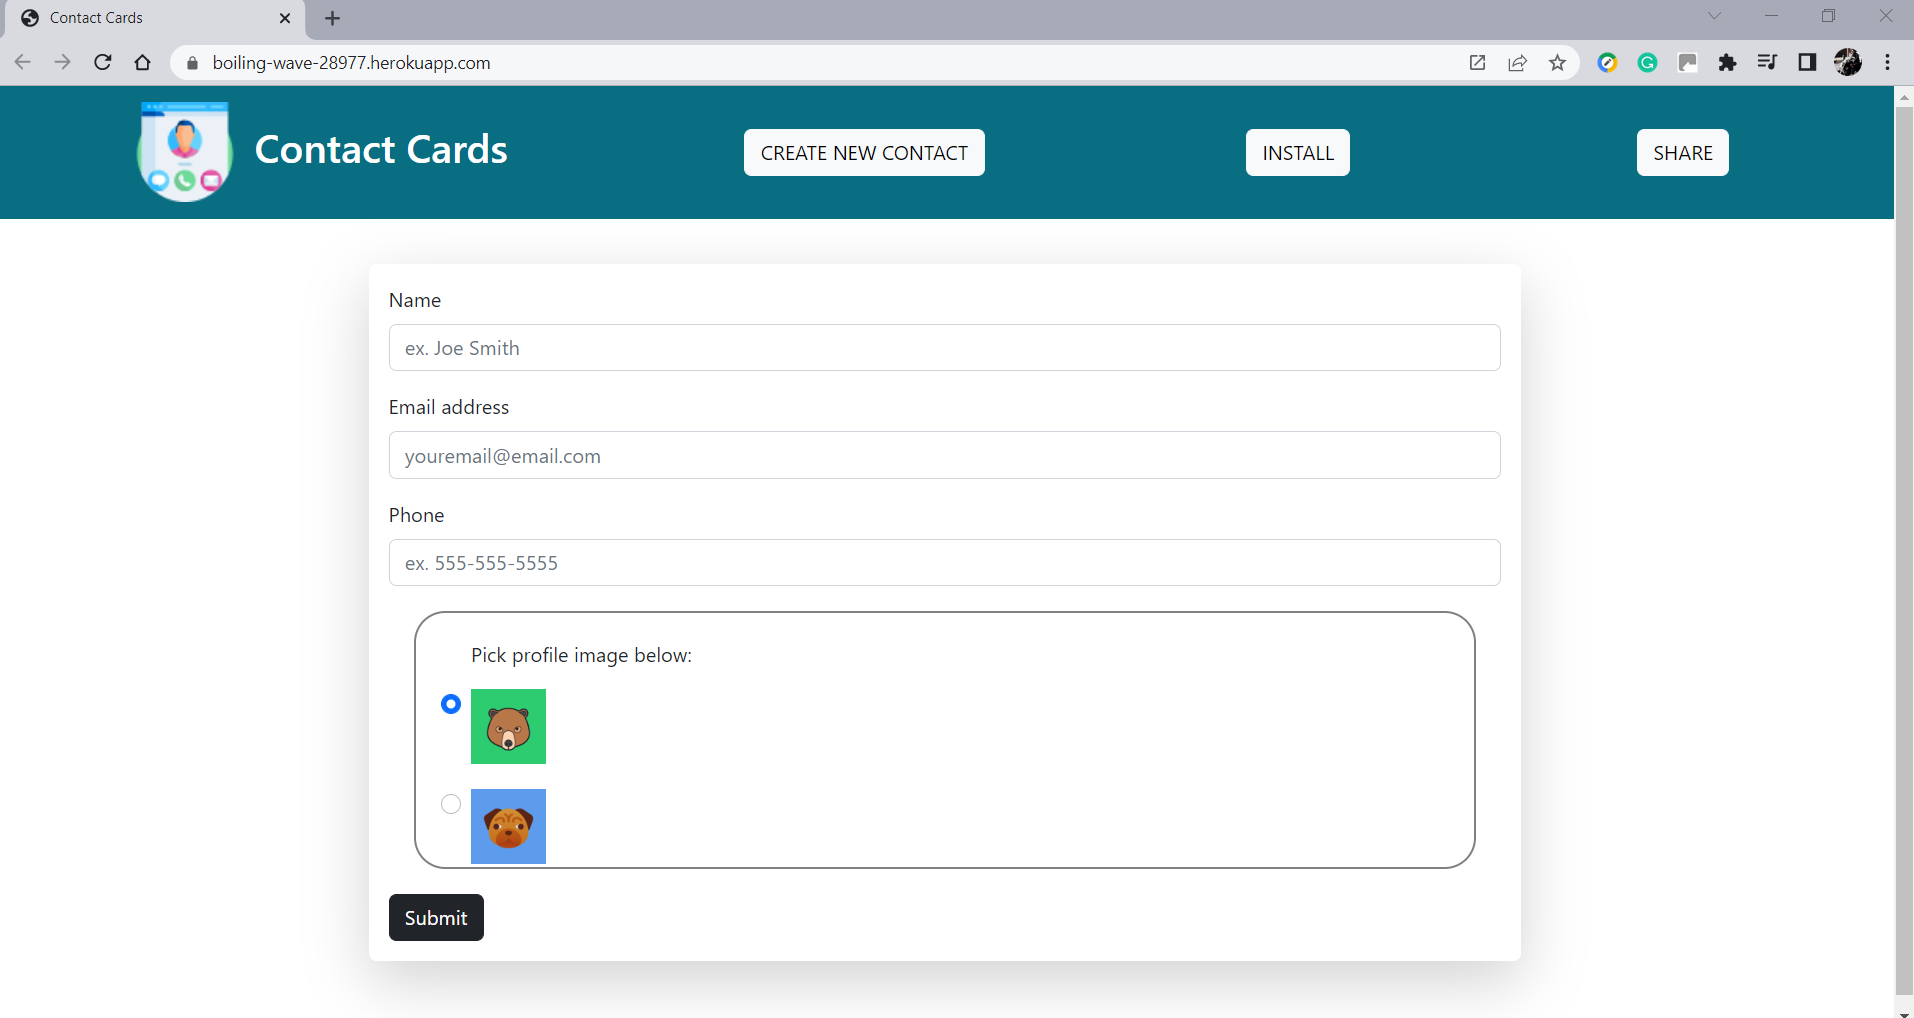 Contact Cards
boiling-wave-28977.herokuapp.com
Contact Cards
CREATE NEW CONTACT
INSTALL
SHARE
Name
ex. Joe Smith
Email address
youremail@email.com
Phone
ex. 555-555-5555
Pick profile image below:
Submit